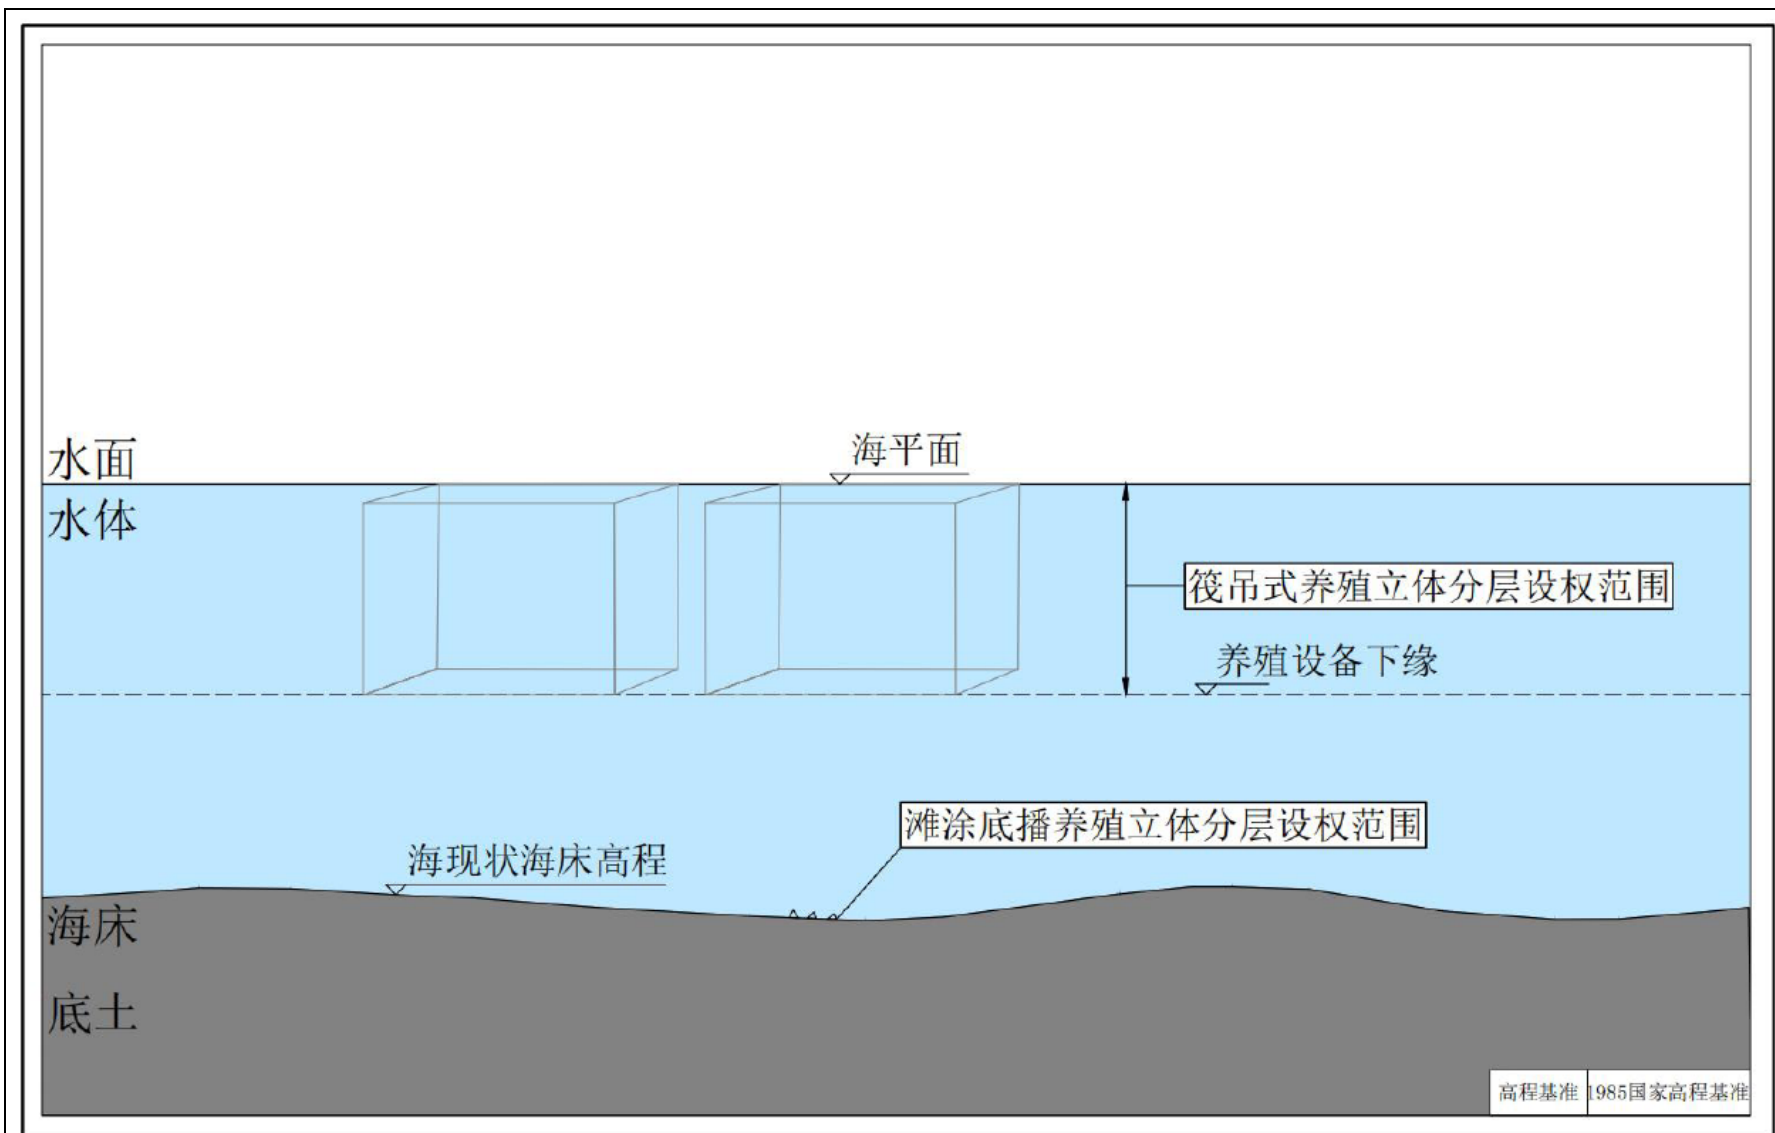 水面
海平面
水体
筏吊式养殖立体分层设权范围
养殖设备下缘
滩涂底播养殖立体分层设权范围
海现状海床高程
海床
底土
高程基准 1985国家高程基准